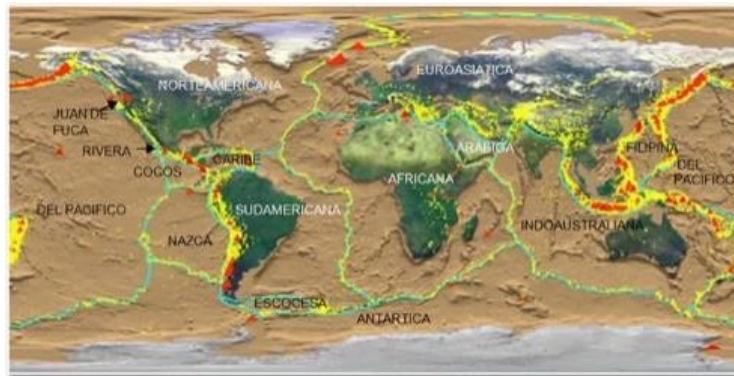 NORTEAMERICANA
EUROASIATICA
JUAN DE
FUCA
RIVERA
CARIBE
COCOS
ARABIGA
FILIPINA
DEL
PACIFICO
AFRICANA
DEL PACIFICO
SUDAMERICANA
NAZCA
INDOAUSTRALIANA
ESCOCESA
ANTÁRTICA